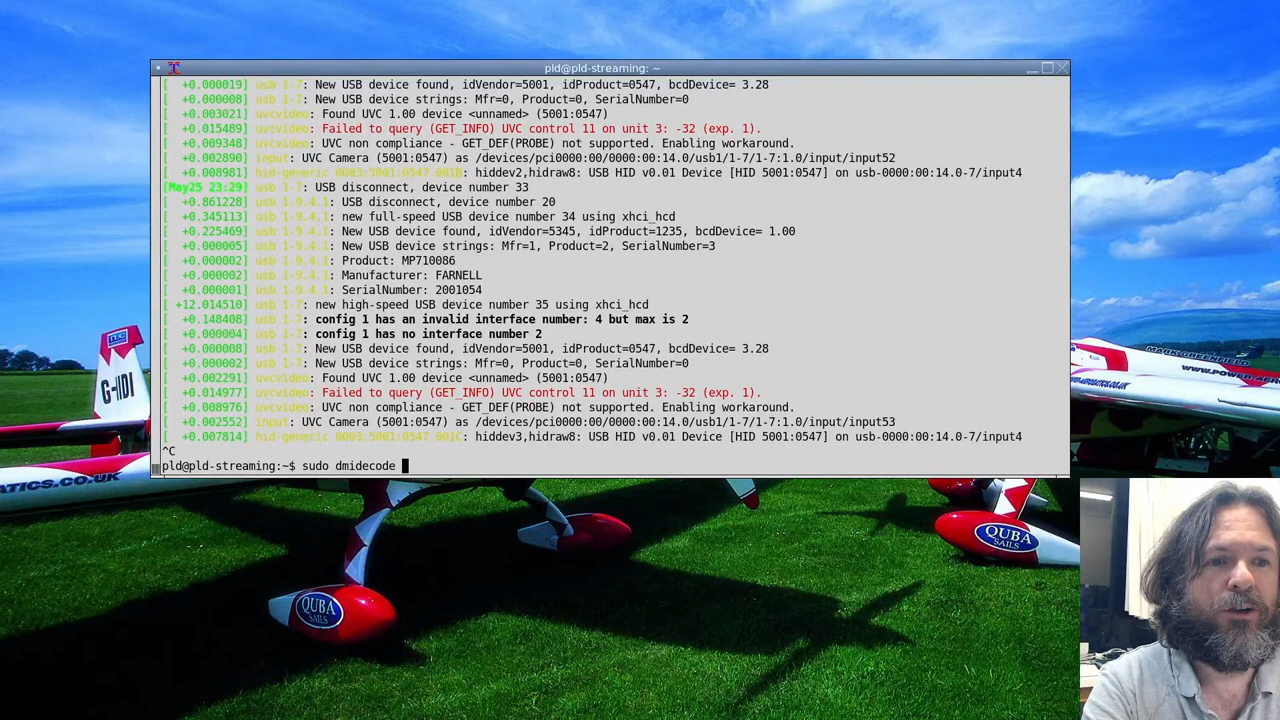 pld@pld-streaming: ~
[  +0.000019] usb 1-7: New USB device found, idVendor=5001, idProduct=0547, bcdDevice= 3.28
[  +0.000008] usb 1-7: New USB device strings: Mfr=0, Product=0, SerialNumber=0
[  +0.003021] uvcvideo: Found UVC 1.00 device <unnamed> (5001:0547)
[  +0.015489] uvcvideo: Failed to query (GET_INFO) UVC control 11 on unit 3: -32 (exp. 1).
[  +0.009348] uvcvideo: UVC non compliance - GET_DEF(PROBE) not supported. Enabling workaround.
[  +0.002890] input: UVC Camera (5001:0547) as /devices/pci0000:00/0000:00:14.0/usb1/1-7/1-7:1.0/input/input52
[  +0.008981] hid-generic 0003:5001:0547.001B: hiddev2,hidraw8: USB HID v0.01 Device [HID 5001:0547] on usb-0000:00:14.0-7/input4
[May25 23:29] usb 1-7: USB disconnect, device number 33
[  +0.861228] usb 1-9.4.1: USB disconnect, device number 20
[  +0.345113] usb 1-9.4.1: new full-speed USB device number 34 using xhci_hcd
[  +0.225469] usb 1-9.4.1: New USB device found, idVendor=5345, idProduct=1235, bcdDevice= 1.00
[  +0.000005] usb 1-9.4.1: New USB device strings: Mfr=1, Product=2, SerialNumber=3
[  +0.000002] usb 1-9.4.1: Product: MP710086
[  +0.000002] usb 1-9.4.1: Manufacturer: FARNELL
[  +0.000001] usb 1-9.4.1: SerialNumber: 2001054
[ +12.014510] usb 1-7: new high-speed USB device number 35 using xhci_hcd
[  +0.148408] usb 1-7: config 1 has an invalid interface number: 4 but max is 2
[  +0.000004] usb 1-7: config 1 has no interface number 2
[  +0.000008] usb 1-7: New USB device found, idVendor=5001, idProduct=0547, bcdDevice= 3.28
[  +0.000002] usb 1-7: New USB device strings: Mfr=0, Product=0, SerialNumber=0
[  +0.002291] uvcvideo: Found UVC 1.00 device <unnamed> (5001:0547)
[  +0.014977] uvcvideo: Failed to query (GET_INFO) UVC control 11 on unit 3: -32 (exp. 1).
[  +0.008976] uvcvideo: UVC non compliance - GET_DEF(PROBE) not supported. Enabling workaround.
[  +0.002552] input: UVC Camera (5001:0547) as /devices/pci0000:00/0000:00:14.0/usb1/1-7/1-7:1.0/input/input53
[  +0.007814] hid-generic 0003:5001:0547.001C: hiddev3,hidraw8: USB HID v0.01 Device [HID 5001:0547] on usb-0000:00:14.0-7/input4
^C
pld@pld-streaming:~$ sudo dmidecode
G-IIDI
MARK GREENFIELD
WWW.POWER-AE
ATICS.CO.UK
QUBA
SAILS
QUBA
SAILS